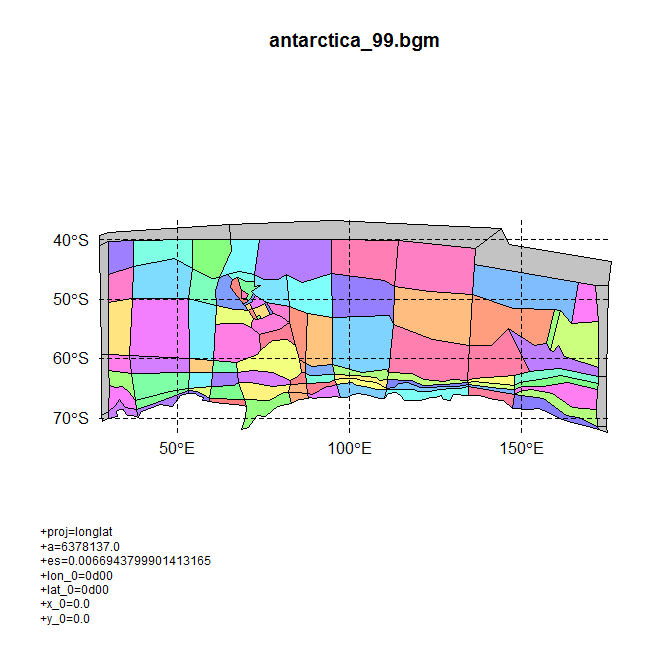 antarctica_99.bgm
40°S
50°S
60°S
70°S
50°E
100°E
150°E
+proj=longlat
+a=6378137.0
+es=0.0066943799901413165
+lon_0=0d00
+lat_0=0d00
+x_0=0.0
+y_0=0.0